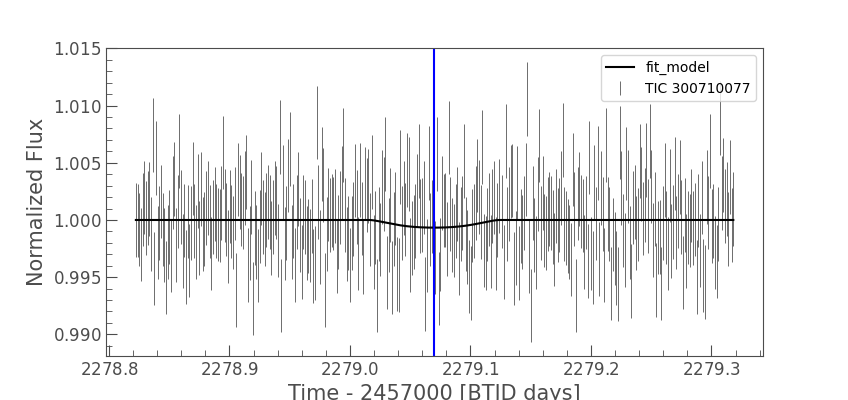 1.015
1.010
1.005
1.000
0.995
0.990
Normalized Flux
fit_model
TIC 300710077
2278.8 2278.9 2279.0 2279.1 2279.2 2279.3
Time - 2457000 [BTJD days]